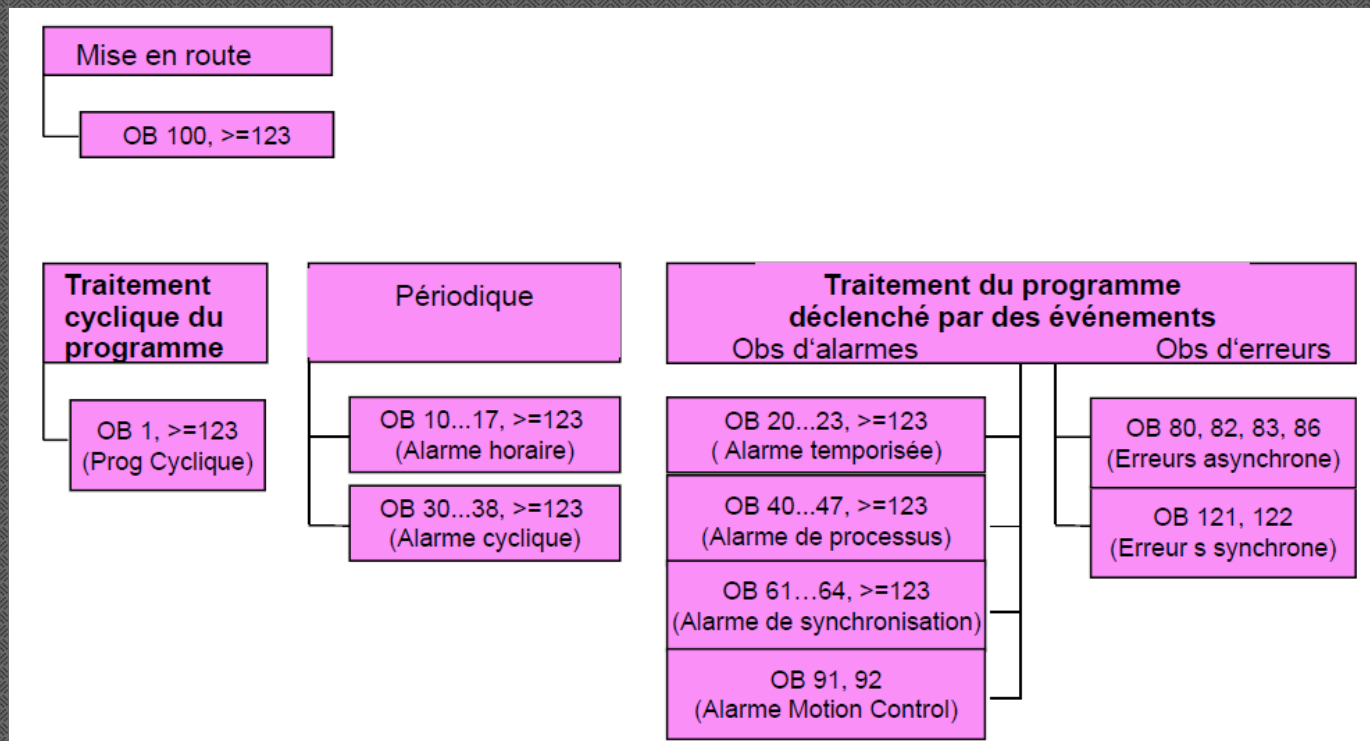 Mise en route
OB 100, >=123
Traitement
cyclique du
programme
OB 1, >=123
(Prog Cyclique)
Périodique
OB 10...17, >=123
(Alarme horaire)
OB 30...38, >=123
(Alarme cyclique)
Traitement du programme
déclenché par des événements
Obs d‘alarmes
Obs d‘erreurs
OB 20...23, >=123
( Alarme temporisée)
OB 40...47, >=123
(Alarme de processus)
OB 61…64, >=123
(Alarme de synchronisation)
OB 91, 92
(Alarme Motion Control)
OB 80, 82, 83, 86
(Erreurs asynchrone)
OB 121, 122
(Erreur s synchrone)